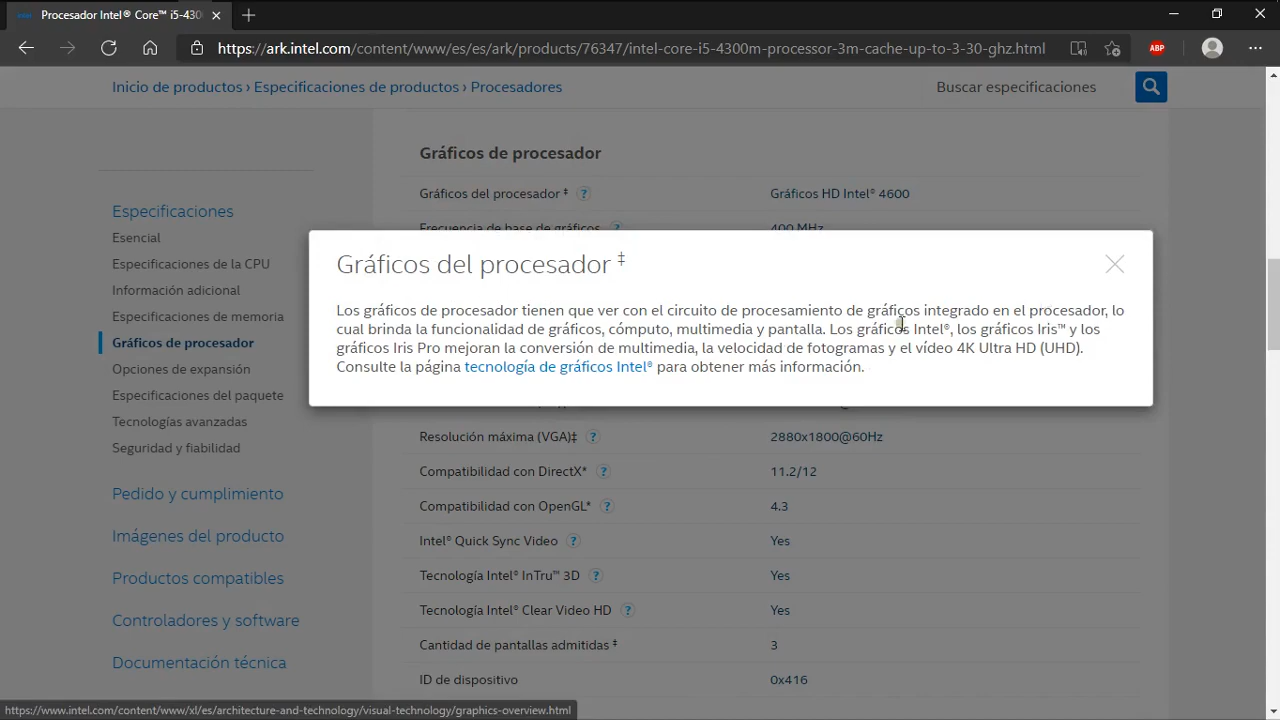 Procesador Intel® Core™ i5-430
https://ark.intel.com/content/www/es/es/ark/products/76347/intel-core-i5-4300m-processor-3m-cache-up-to-3-30-ghz.html
ABP
Inicio de productos › Especificaciones de productos › Procesadores
Buscar especificaciones
Especificaciones
Esencial
Especificaciones de la CPU
Información adicional
Especificaciones de memoria
Gráficos de procesador
Opciones de expansión
Especificaciones del paquete
Tecnologías avanzadas
Seguridad y fiabilidad
Pedido y cumplimiento
Imágenes del producto
Productos compatibles
Controladores y software
Documentación técnica
Gráficos de procesador
Gráficos del procesador ‡ ? Gráficos HD Intel® 4600
Frecuencia de base de gráficos ? 400 MHz
Gráficos del procesador ‡
Los gráficos de procesador tienen que ver con el circuito de procesamiento de gráficos integrado en el procesador, lo
cual brinda la funcionalidad de gráficos, cómputo, multimedia y pantalla. Los gráficos Intel®, los gráficos Iris™ y los
gráficos Iris Pro mejoran la conversión de multimedia, la velocidad de fotogramas y el vídeo 4K Ultra HD (UHD).
Consulte la página tecnología de gráficos Intel® para obtener más información.
Resolución máxima (VGA)‡ ? 2880x1800@60Hz
Compatibilidad con DirectX* ? 11.2/12
Compatibilidad con OpenGL* ? 4.3
Intel® Quick Sync Video ? Yes
Tecnología Intel® InTru™ 3D ? Yes
Tecnología Intel® Clear Video HD ? Yes
Cantidad de pantallas admitidas ‡ 3
ID de dispositivo 0x416
https://www.intel.com/content/www/xl/es/architecture-and-technology/visual-technology/graphics-overview.html